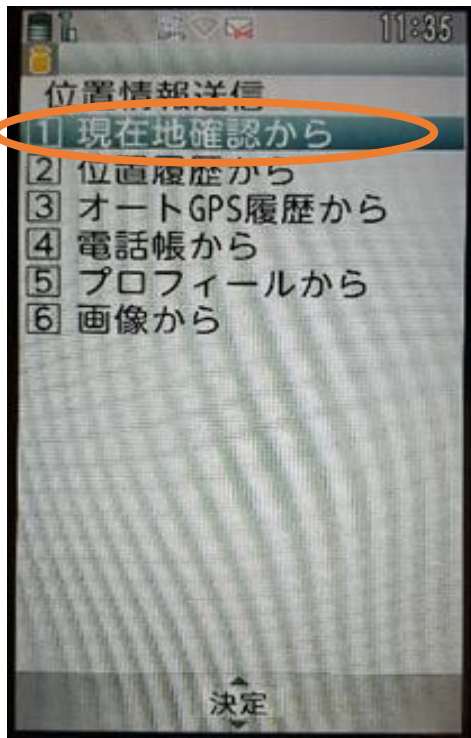 11:35
位置情報送信
1 現在地確認から
2 位置履歴から
3 オートGPS履歴から
4 電話帳から
5 プロフィールから
6 画像から
決定